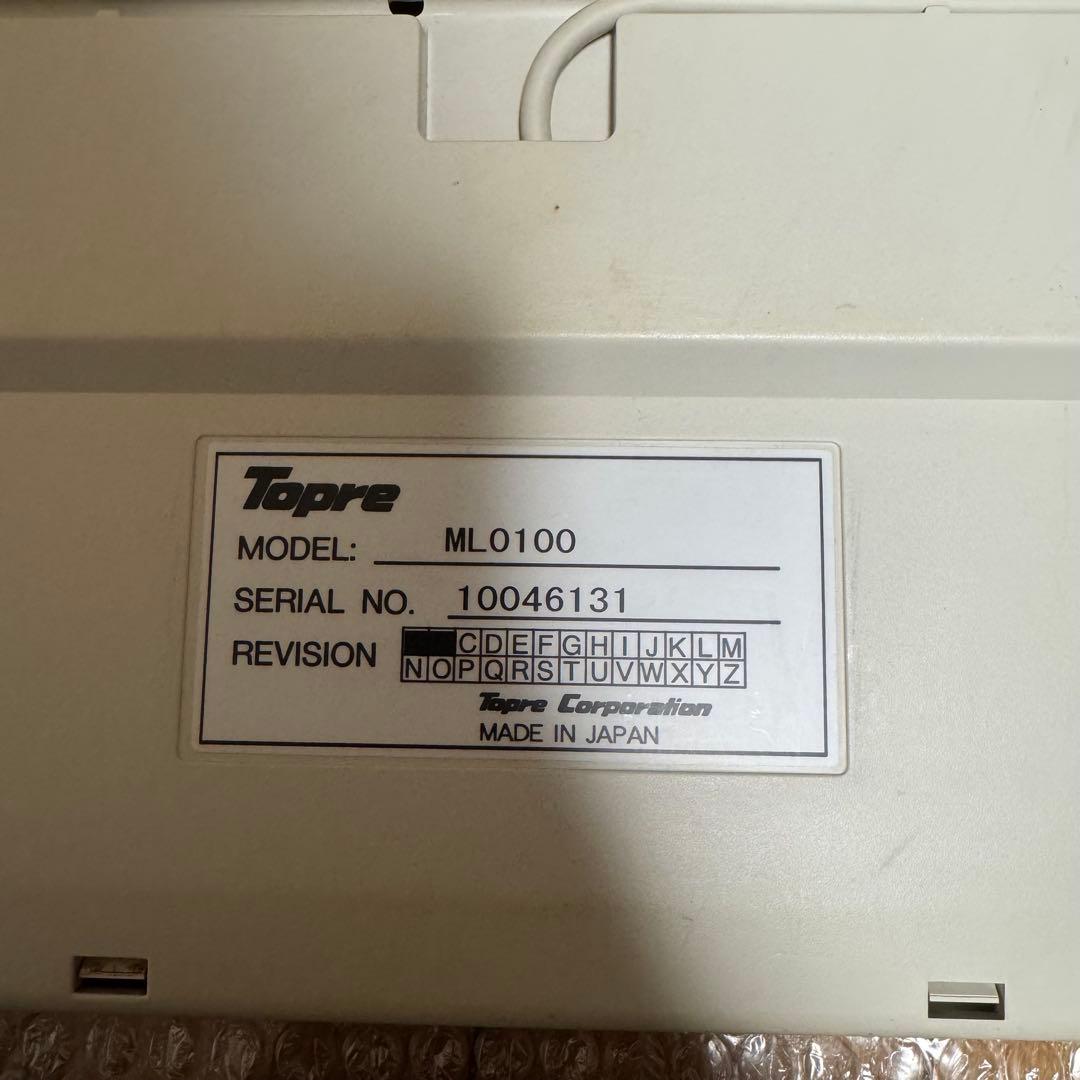 Topre
MODEL: ML0100
SERIAL NO. 10046131
REVISION CDEFGHIJKLM
NOPQRSTUVWXYZ
Topre Corporation
MADE IN JAPAN